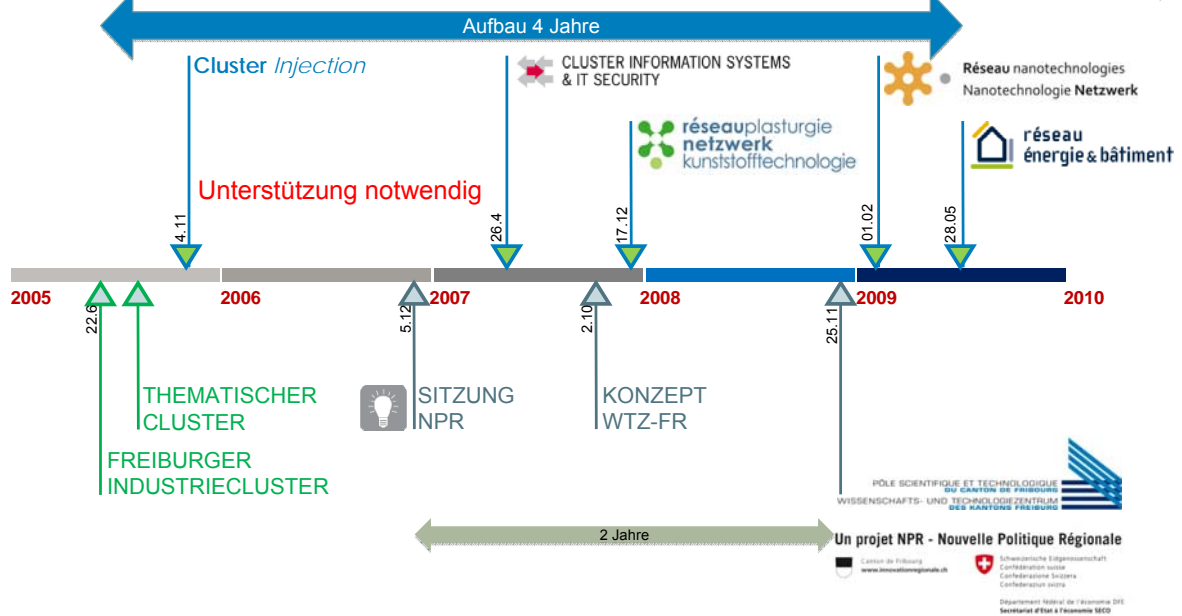 Aufbau 4 Jahre
Cluster Injection
CLUSTER INFORMATION SYSTEMS
& IT SECURITY
Réseau nanotechnologies
Nanotechnologie Netzwerk
réseauplasturgie
netzwerk
kunststofftechnologie
réseau
énergie & bâtiment
Unterstützung notwendig
4.11
26.4
17.12
01.02
28.05
2005
2006
2007
2008
2009
2010
22.6
5.12
2.10
25.11
THEMATISCHER
CLUSTER
SITZUNG
NPR
KONZEPT
WTZ-FR
FREIBURGER
INDUSTRIECLUSTER
PÔLE SCIENTIFIQUE ET TECHNOLOGIQUE
DU CANTON DE FRIBOURG
WISSENSCHAFTS- UND TECHNOLOGIEZENTRUM
DES KANTONS FREIBURG
2 Jahre
Un projet NPR - Nouvelle Politique Régionale
Canton de Fribourg
www.innovationregionale.ch
Schweizerische Eidgenossenschaft
Confédération suisse
Confederazione Svizzera
Confederaziun svizra
Département fédéral de l'économie DFE
Secrétariat d'Etat à l'économie SECO